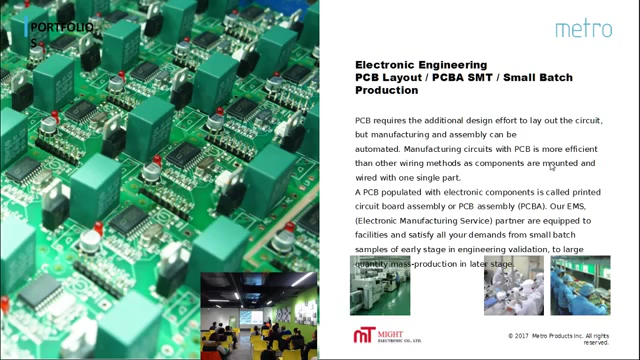 PORTFOLIO
S
metro
Electronic Engineering
PCB Layout / PCBA SMT / Small Batch
Production
PCB requires the additional design effort to lay out the circuit,
but manufacturing and assembly can be
automated. Manufacturing circuits with PCB is more efficient
than other wiring methods as components are mounted and
wired with one single part.
A PCB populated with electronic components is called printed
circuit board assembly or PCB assembly (PCBA). Our EMS,
(Electronic Manufacturing Service) partner are equipped to
facilities and satisfy all your demands from small batch
samples of early stage in engineering validation, to large
quantity mass-production in later stage.
MIGHT
ELECTRONIC CO., LTD.
© 2017 Metro Products Inc. All rights
reserved.